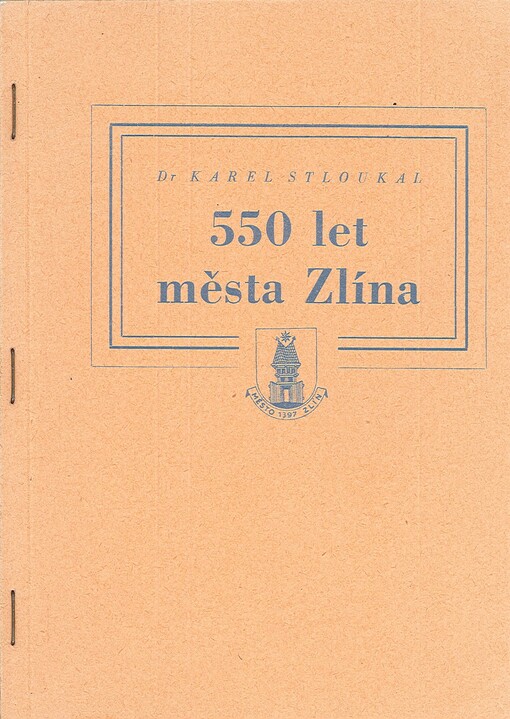 Dr KAREL STLOUKAL
550 let
města Zlína
MĚSTO 1397 ZLÍN